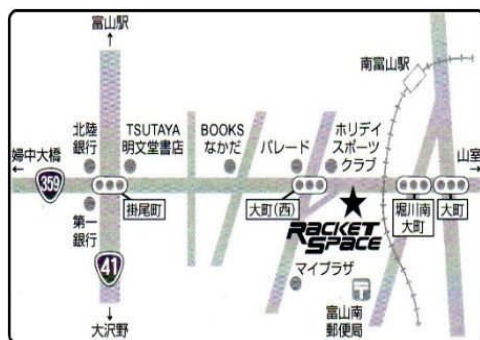 富山駅
↑
南富山駅
北陸
銀行
TSUTAYA
明文堂書店
BOOKS
なかだ
パレード
ホリデイ
スポーツ
クラブ
婦中大橋
←
山室
→
359
掛尾町
大町(西)
堀川南
大町
大町
第一
銀行
RACKET
SPACE
41
マイプラザ
富山南
郵便局
↓
大沢野